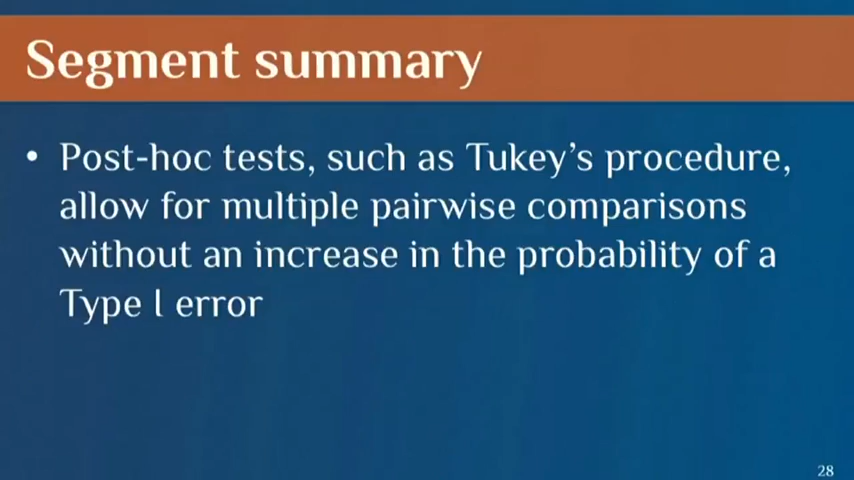 Segment summary
• Post-hoc tests, such as Tukey’s procedure,
allow for multiple pairwise comparisons
without an increase in the probability of a
Type I error
28